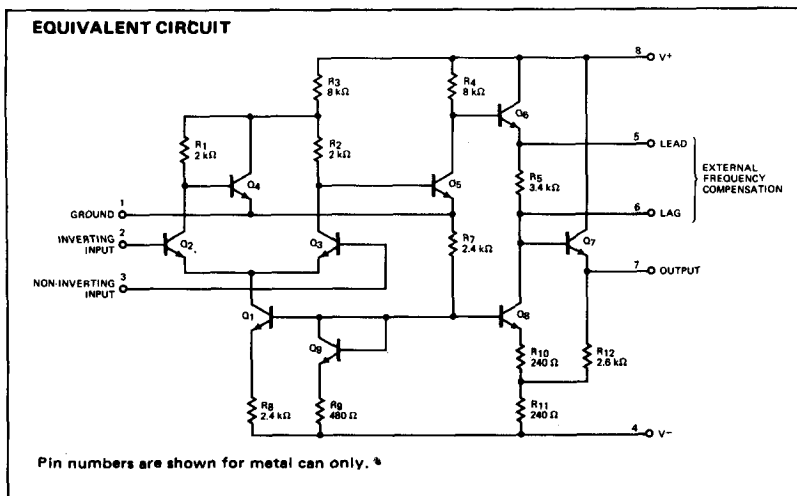 EQUIVALENT CIRCUIT
8 V+
R3
8 kΩ
R4
8 kΩ
Q6
R1
2 kΩ
R2
2 kΩ
5 LEAD
Q4
Q5
R5
3.4 kΩ
EXTERNAL
FREQUENCY
COMPENSATION
1
GROUND
6 LAG
2
INVERTING
INPUT
Q2
Q3
R7
2.4 kΩ
Q7
7 OUTPUT
3
NON-INVERTING
INPUT
Q1
Q9
Q8
R10
240 Ω
R12
2.6 kΩ
R8
2.4 kΩ
R9
480 Ω
R11
240 Ω
4 V−
Pin numbers are shown for metal can only.